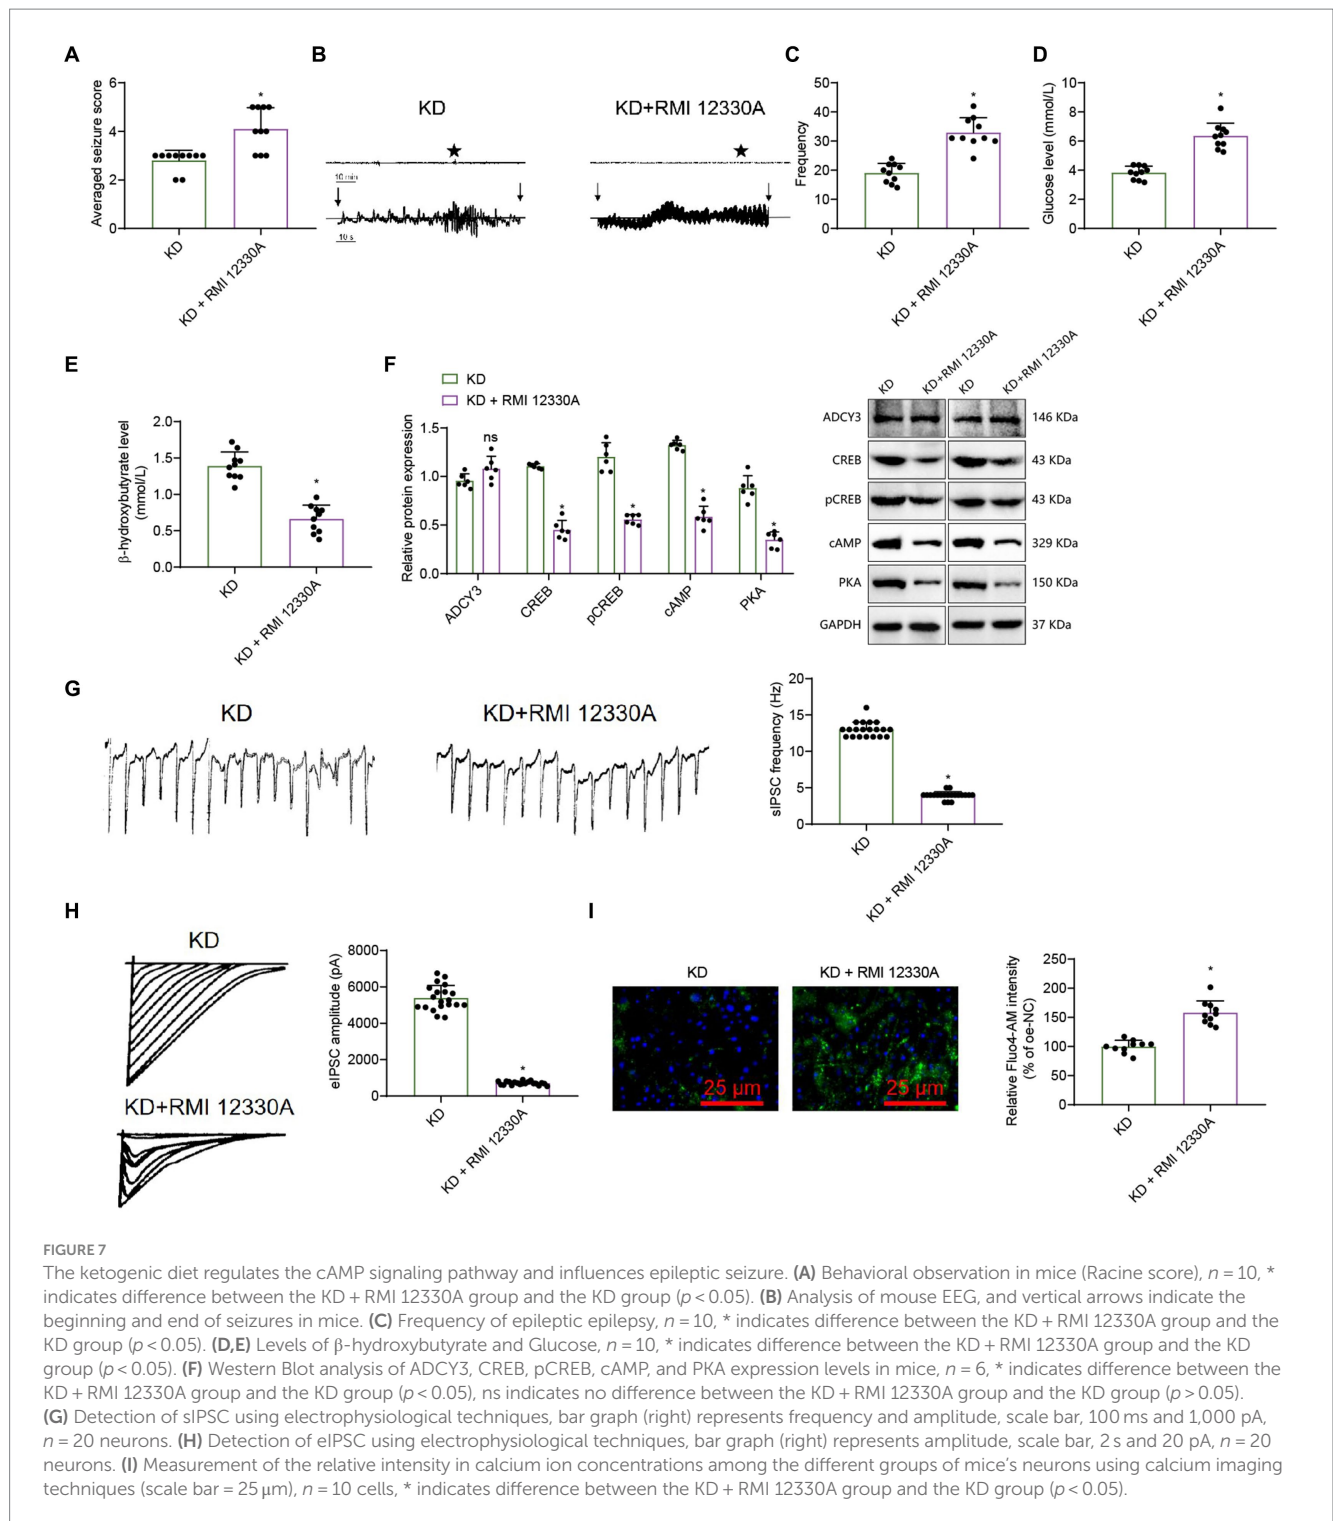 A
Averaged seizure score
6
4
2
0
*
KD
KD + RMI 12330A
B
KD
KD+RMI 12330A
10 min
10 s
C
Frequency
50
40
30
20
10
0
*
KD
KD + RMI 12330A
D
Glucose level (mmol/L)
10
8
6
4
2
0
*
KD
KD + RMI 12330A
E
β-hydroxybutyrate level
(mmol/L)
2.0
1.5
1.0
0.5
0.0
*
KD
KD + RMI 12330A
F
KD
KD + RMI 12330A
Relative protein expression
1.5
1.0
0.5
0.0
ns
*
*
*
*
ADCY3
CREB
pCREB
cAMP
PKA
KD
KD+RMI 12330A
KD
KD+RMI 12330A
ADCY3 146 KDa
CREB 43 KDa
pCREB 43 KDa
cAMP 329 KDa
PKA 150 KDa
GAPDH 37 KDa
G
KD
KD+RMI 12330A
sIPSC frequency (Hz)
20
15
10
5
0
*
KD
KD + RMI 12330A
H
KD
KD+RMI 12330A
eIPSC amplitude (pA)
8000
6000
4000
2000
0
*
KD
KD + RMI 12330A
I
KD
KD + RMI 12330A
25 μm
25 μm
Relative Fluo4-AM intensity
(% of oe-NC)
250
200
150
100
50
0
*
KD
KD + RMI 12330A
FIGURE 7
The ketogenic diet regulates the cAMP signaling pathway and influences epileptic seizure. (A) Behavioral observation in mice (Racine score), n = 10, *
indicates difference between the KD + RMI 12330A group and the KD group (p < 0.05). (B) Analysis of mouse EEG, and vertical arrows indicate the
beginning and end of seizures in mice. (C) Frequency of epileptic epilepsy, n = 10, * indicates difference between the KD + RMI 12330A group and the
KD group (p < 0.05). (D,E) Levels of β-hydroxybutyrate and Glucose, n = 10, * indicates difference between the KD + RMI 12330A group and the KD
group (p < 0.05). (F) Western Blot analysis of ADCY3, CREB, pCREB, cAMP, and PKA expression levels in mice, n = 6, * indicates difference between the
KD + RMI 12330A group and the KD group (p < 0.05), ns indicates no difference between the KD + RMI 12330A group and the KD group (p > 0.05).
(G) Detection of sIPSC using electrophysiological techniques, bar graph (right) represents frequency and amplitude, scale bar, 100 ms and 1,000 pA,
n = 20 neurons. (H) Detection of eIPSC using electrophysiological techniques, bar graph (right) represents amplitude, scale bar, 2 s and 20 pA, n = 20
neurons. (I) Measurement of the relative intensity in calcium ion concentrations among the different groups of mice's neurons using calcium imaging
techniques (scale bar = 25 μm), n = 10 cells, * indicates difference between the KD + RMI 12330A group and the KD group (p < 0.05).